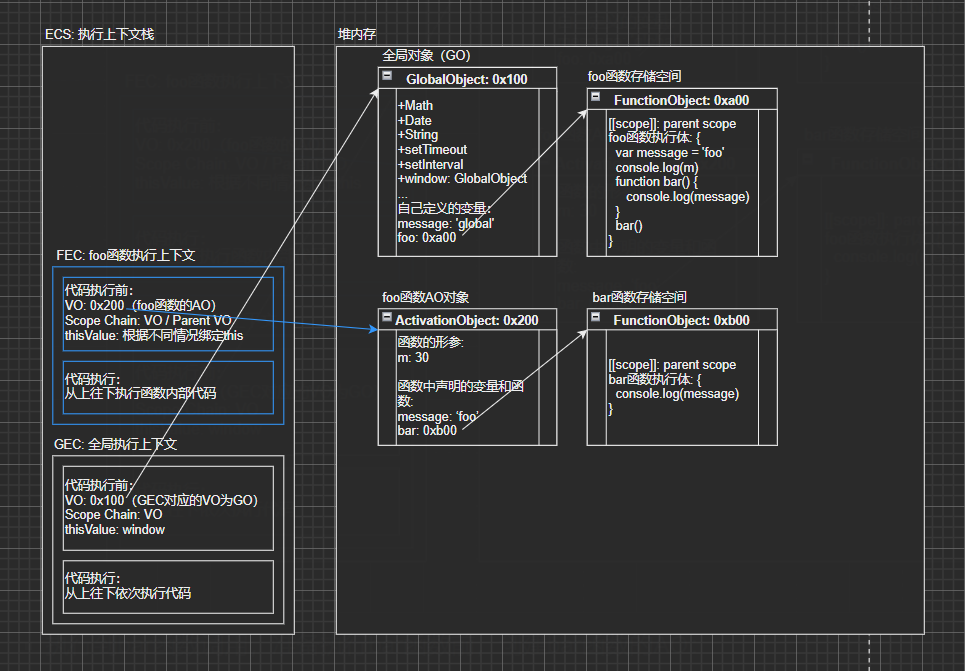 ECS: 执行上下文栈
FEC: foo函数执行上下文
代码执行前:
VO: 0x200（foo函数的AO）
Scope Chain: VO / Parent VO
thisValue: 根据不同情况绑定this
代码执行:
从上往下执行函数内部代码
GEC: 全局执行上下文
代码执行前:
VO: 0x100（GEC对应的VO为GO）
Scope Chain: VO
thisValue: window
代码执行:
从上往下依次执行代码
堆内存
全局对象（GO）
GlobalObject: 0x100
+Math
+Date
+String
+setTimeout
+setInterval
+window: GlobalObject
...
自己定义的变量:
message: 'global'
foo: 0xa00
foo函数存储空间
FunctionObject: 0xa00
[[scope]]: parent scope
foo函数执行体: {
var message = 'foo'
console.log(m)
function bar() {
console.log(message)
}
bar()
}
foo函数AO对象
ActivationObject: 0x200
函数的形参:
m: 30
函数中声明的变量和函
数:
message: ‘foo’
bar: 0xb00
bar函数存储空间
FunctionObject: 0xb00
[[scope]]: parent scope
bar函数执行体: {
console.log(message)
}